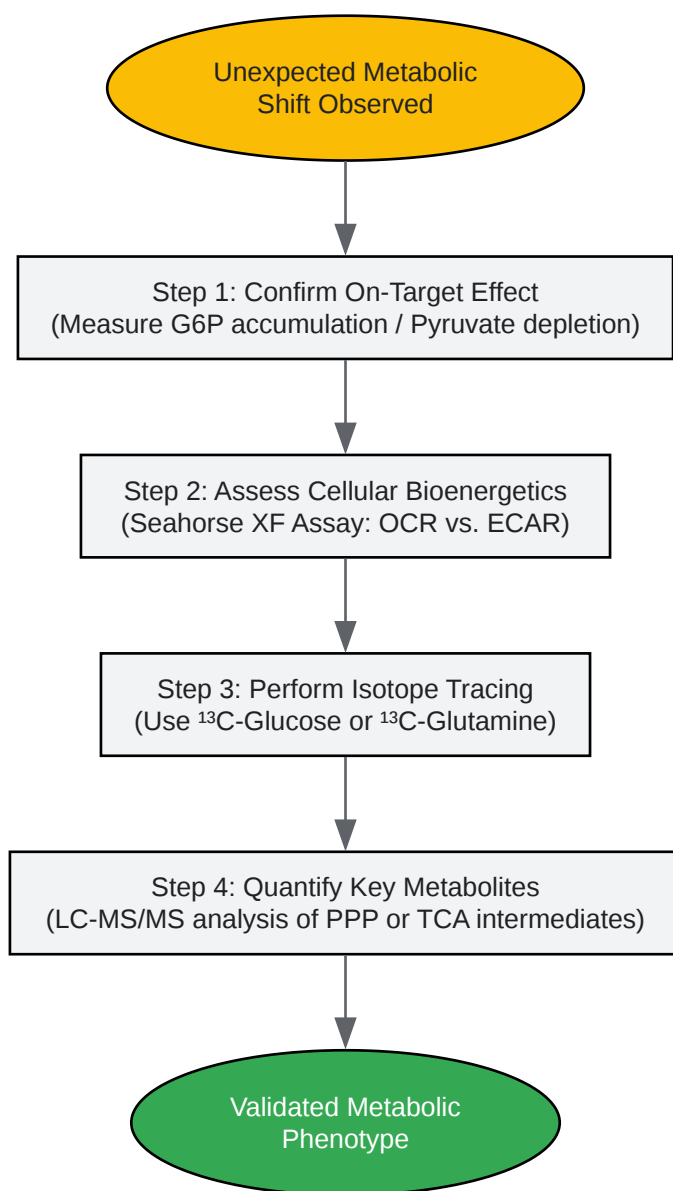 Unexpected Metabolic
Shift Observed
Step 1: Confirm On-Target Effect
(Measure G6P accumulation / Pyruvate depletion)
Step 2: Assess Cellular Bioenergetics
(Seahorse XF Assay: OCR vs. ECAR)
Step 3: Perform Isotope Tracing
(Use ¹³C-Glucose or ¹³C-Glutamine)
Step 4: Quantify Key Metabolites
(LC-MS/MS analysis of PPP or TCA intermediates)
Validated Metabolic
Phenotype